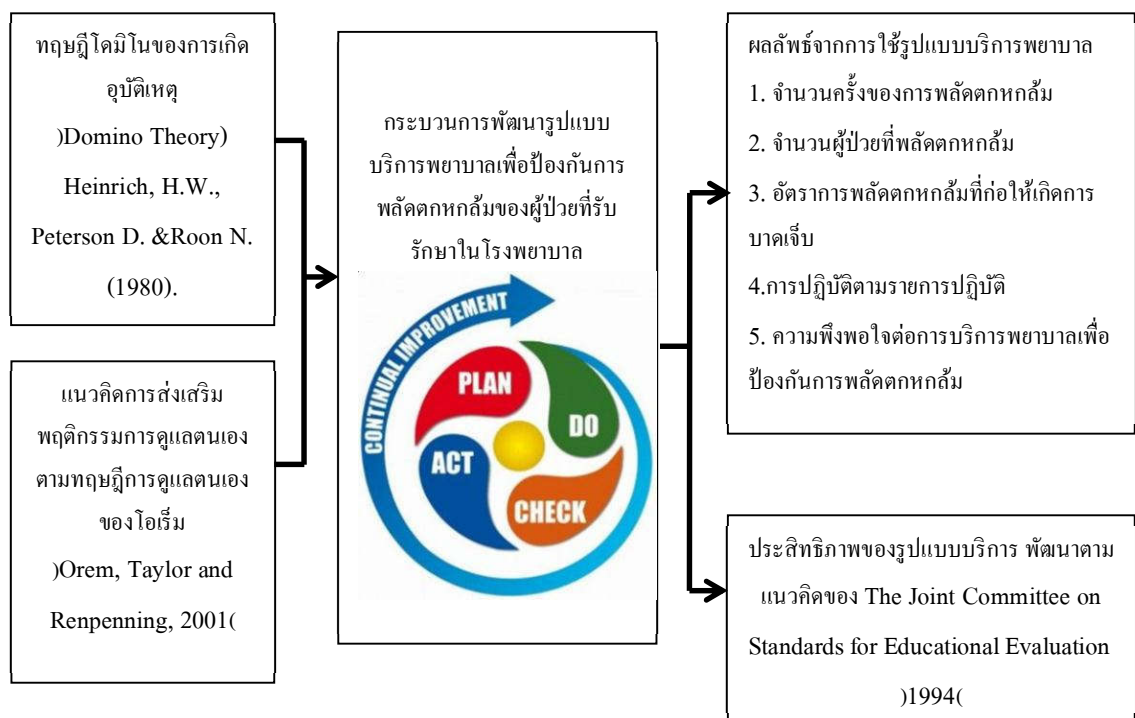 ทฤษฎีโดมิโนของการเกิด
อุบัติเหตุ
)Domino Theory)
Heinrich, H.W.,
Peterson D. &Roon N.
(1980).
แนวคิดการส่งเสริม
พฤติกรรมการดูแลตนเอง
ตามทฤษฎีการดูแลตนเอง
ของโอเร็ม
)Orem, Taylor and
Renpenning, 2001(
กระบวนการพัฒนารูปแบบ
บริการพยาบาลเพื่อป้องกันการ
พลัดตกหกล้มของผู้ป่วยที่รับ
รักษาในโรงพยาบาล
CONTINUAL IMPROVEMENT
PLAN
DO
ACT
CHECK
ผลลัพธ์จากการใช้รูปแบบบริการพยาบาล
1. จำนวนครั้งของการพลัดตกหกล้ม
2. จำนวนผู้ป่วยที่พลัดตกหกล้ม
3. อัตราการพลัดตกหกล้มที่ก่อให้เกิดการ
บาดเจ็บ
4.การปฏิบัติตามรายการปฏิบัติ
5. ความพึงพอใจต่อการบริการพยาบาลเพื่อ
ป้องกันการพลัดตกหกล้ม
ประสิทธิภาพของรูปแบบบริการ พัฒนาตาม
แนวคิดของ The Joint Committee on
Standards for Educational Evaluation
)1994(